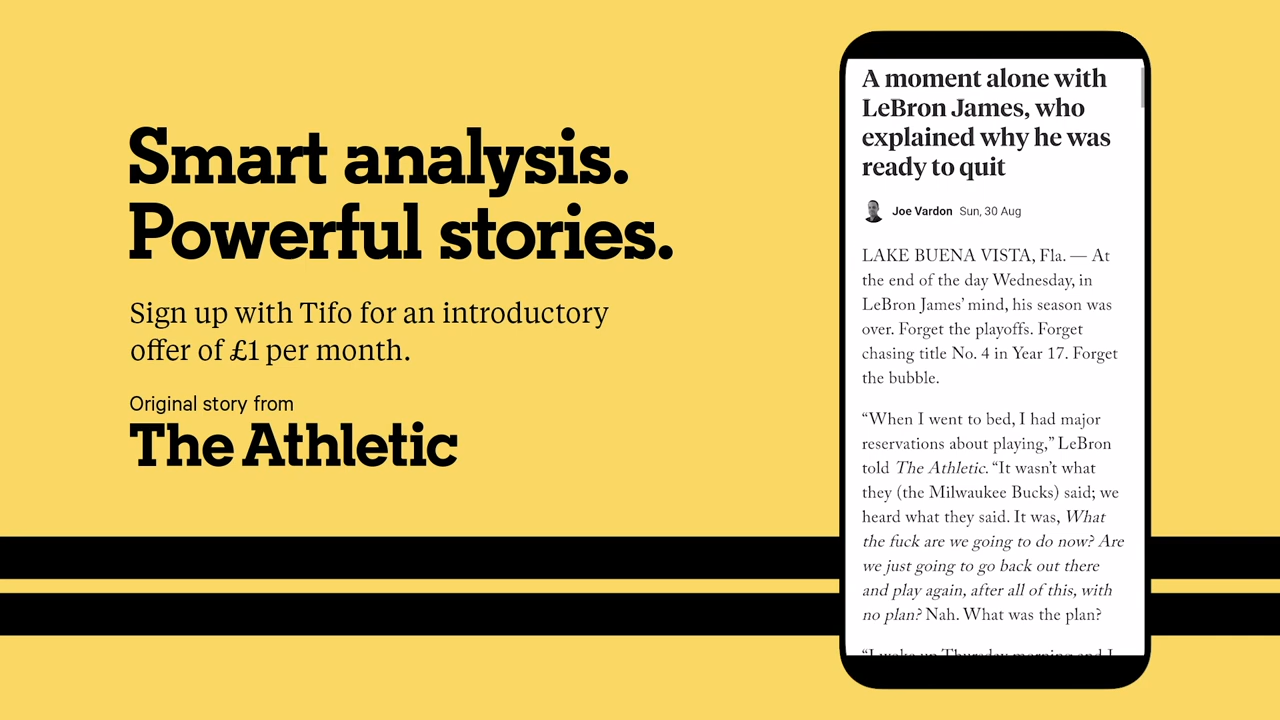 Smart analysis.
Powerful stories.
Sign up with Tifo for an introductory
offer of £1 per month.
Original story from
The Athletic
A moment alone with
LeBron James, who
explained why he was
ready to quit
Joe Vardon Sun, 30 Aug
LAKE BUENA VISTA, Fla. — At
the end of the day Wednesday, in
LeBron James’ mind, his season was
over. Forget the playoffs. Forget
chasing title No. 4 in Year 17. Forget
the bubble.
“When I went to bed, I had major
reservations about playing,” LeBron
told The Athletic. “It wasn’t what
they (the Milwaukee Bucks) said; we
heard what they said. It was, What
the fuck are we going to do now? Are
we just going to go back out there
and play again, after all of this, with
no plan? Nah. What was the plan?
“I woke up Thursday morning and I